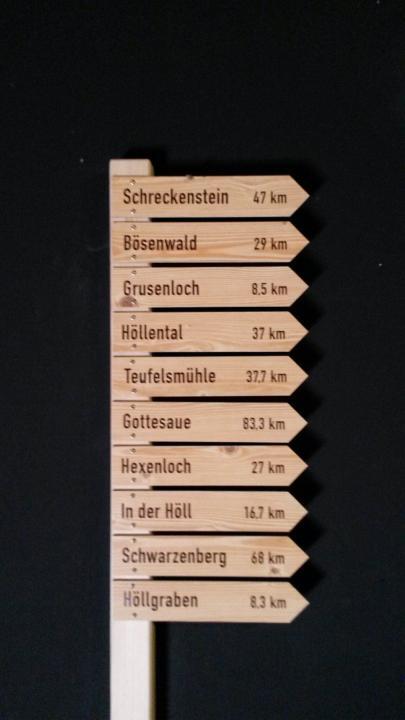 Schreckenstein 47 km
Bösenwald 29 km
Grusenloch 8,5 km
Höllental 37 km
Teufelsmühle 37,7 km
Gottesaue 83,3 km
Hexenloch 27 km
In der Höll 16,7 km
Schwarzenberg 68 km
Höllgraben 8,3 km